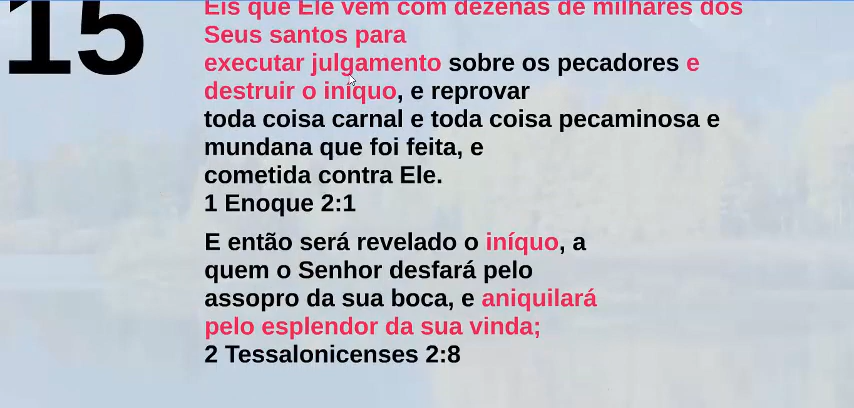 15
Eis que Ele vem com dezenas de milhares dos
Seus santos para
executar julgamento sobre os pecadores e
destruir o iníquo, e reprovar
toda coisa carnal e toda coisa pecaminosa e
mundana que foi feita, e
cometida contra Ele.
1 Enoque 2:1
E então será revelado o iníquo, a
quem o Senhor desfará pelo
assopro da sua boca, e aniquilará
pelo esplendor da sua vinda;
2 Tessalonicenses 2:8